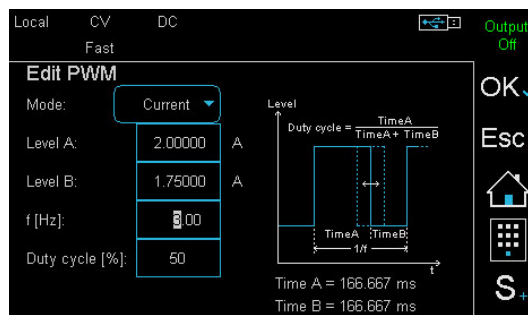 Local CV DC
Fast
Output
Off
Edit PWM
OK
Mode: Current
Level
Duty cycle = TimeA
TimeA + TimeB
Esc
Level A: 2.00000 A
Level B: 1.75000 A
f [Hz]: 3.00
TimeA TimeB
1/f
t
Duty cycle [%]: 50
Time A = 166.667 ms
Time B = 166.667 ms
S+